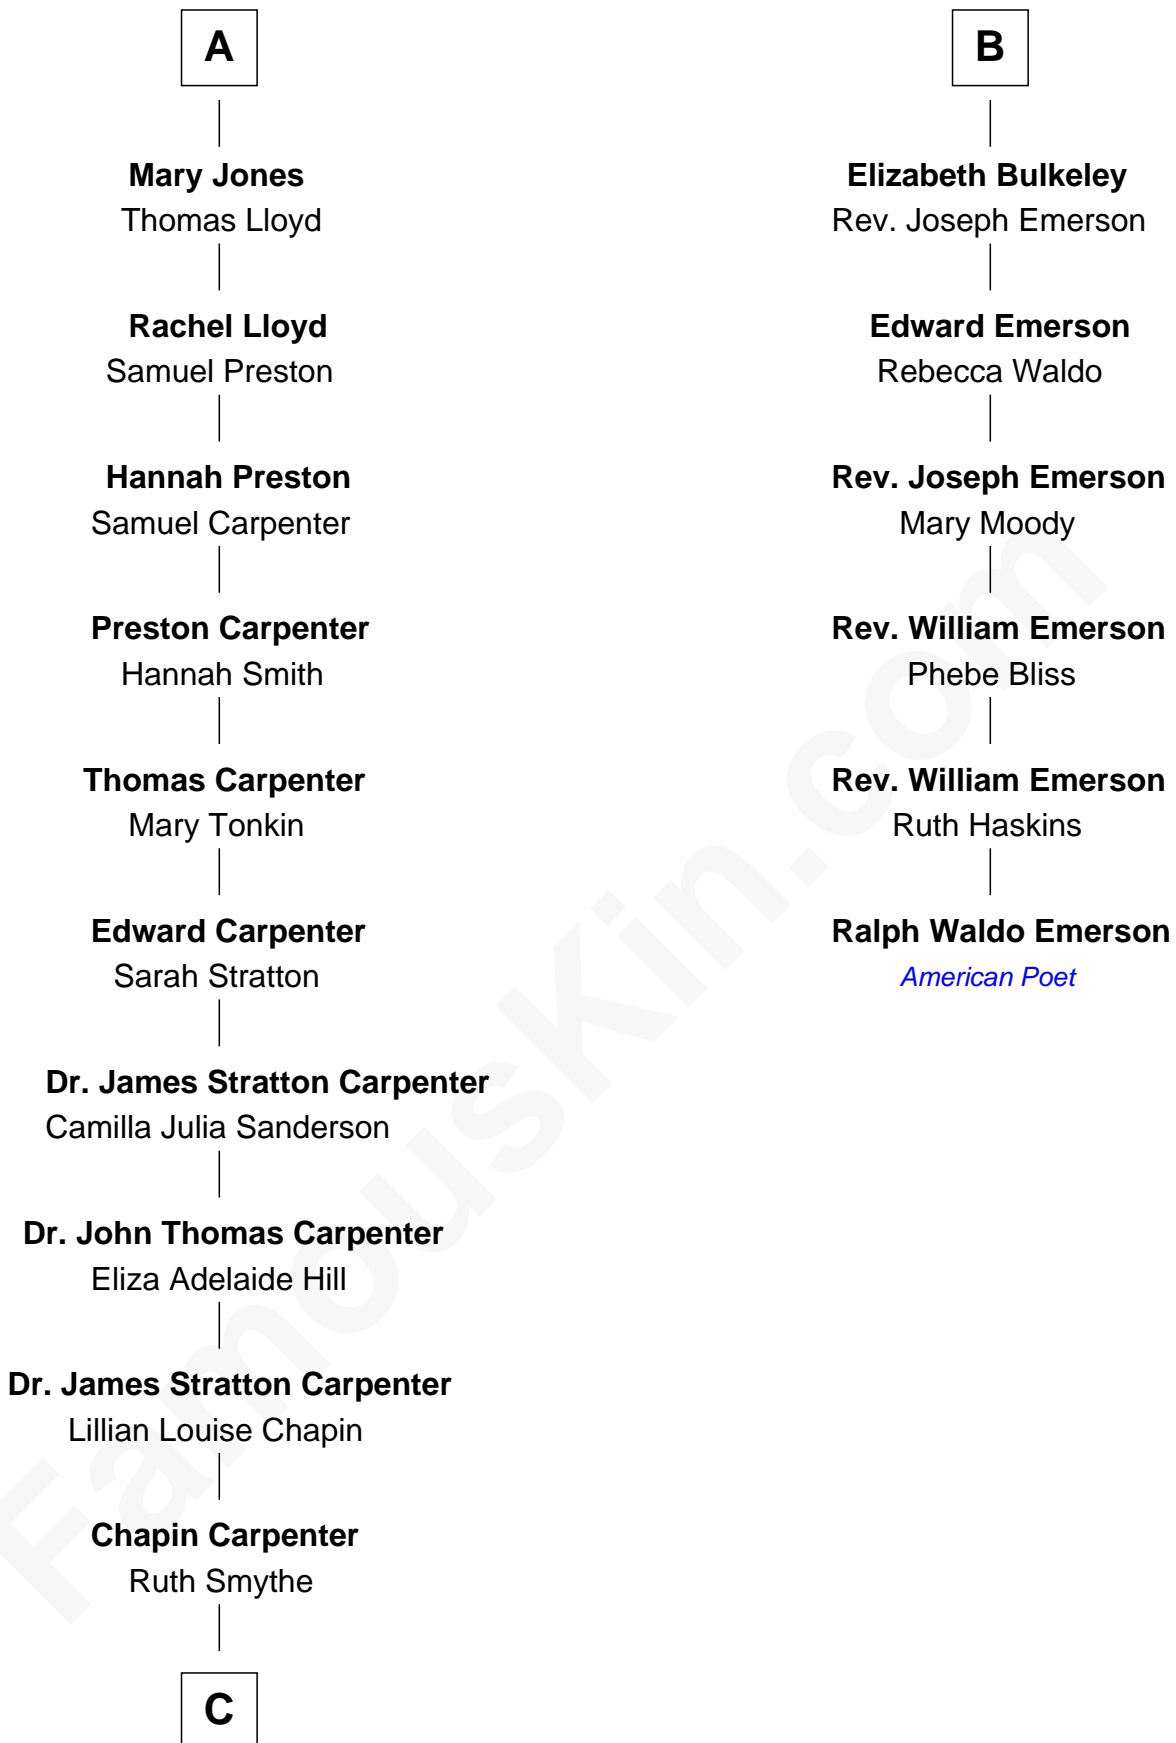 A
Mary Jones
Thomas Lloyd
Rachel Lloyd
Samuel Preston
Hannah Preston
Samuel Carpenter
Preston Carpenter
Hannah Smith
Thomas Carpenter
Mary Tonkin
Edward Carpenter
Sarah Stratton
Dr. James Stratton Carpenter
Camilla Julia Sanderson
Dr. John Thomas Carpenter
Eliza Adelaide Hill
Dr. James Stratton Carpenter
Lillian Louise Chapin
Chapin Carpenter
Ruth Smythe
C
B
Elizabeth Bulkeley
Rev. Joseph Emerson
Edward Emerson
Rebecca Waldo
Rev. Joseph Emerson
Mary Moody
Rev. William Emerson
Phebe Bliss
Rev. William Emerson
Ruth Haskins
Ralph Waldo Emerson
American Poet
FamousKin.com